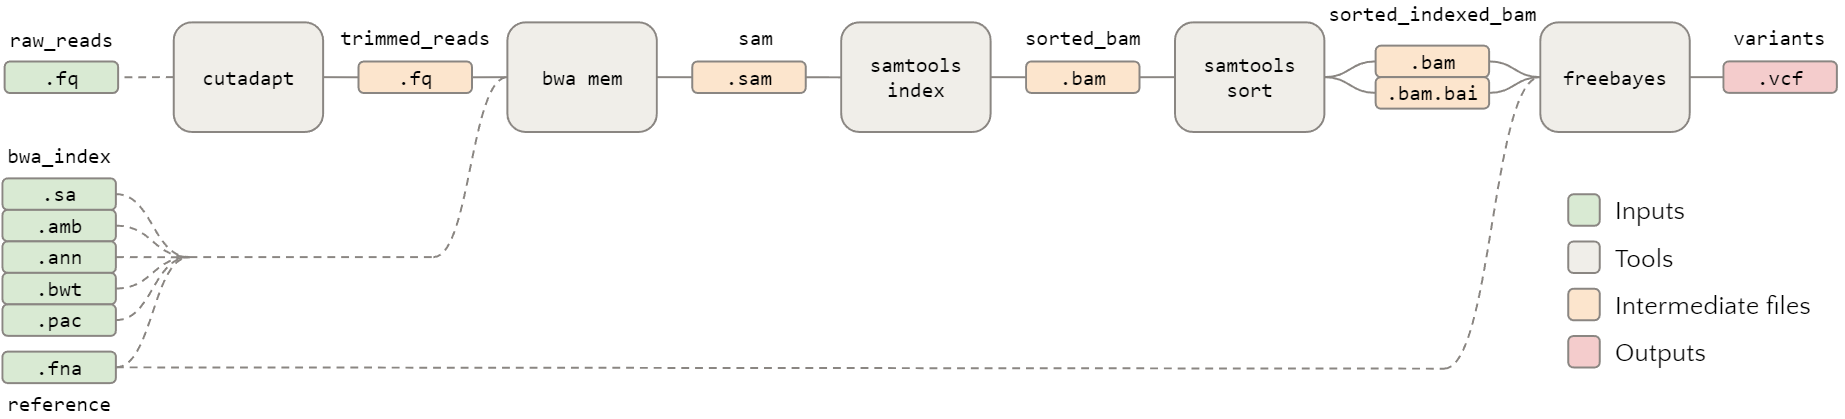 raw_reads
.fq
cutadapt
trimmed_reads
.fq
bwa mem
sam
.sam
samtools
index
sorted_bam
.bam
samtools
sort
sorted_indexed_bam
.bam
.bam.bai
freebayes
variants
.vcf
bwa_index
.sa
.amb
.ann
.bwt
.pac
.fna
reference
Inputs
Tools
Intermediate files
Outputs